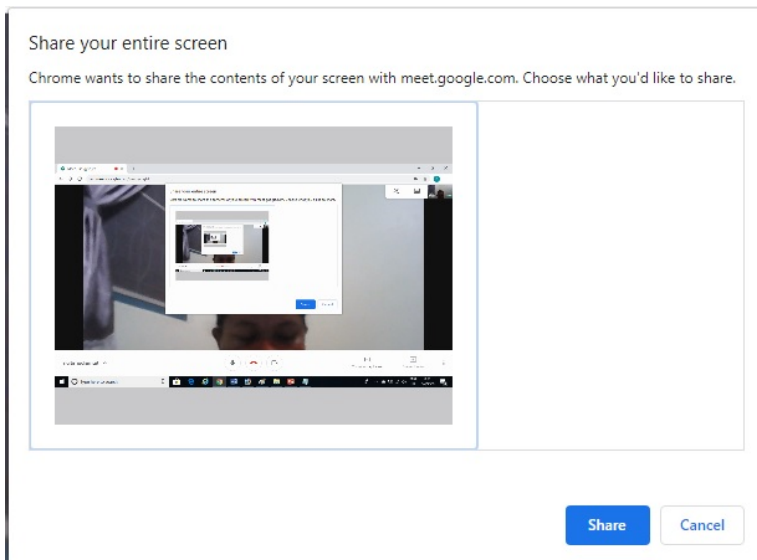 Share your entire screen
Chrome wants to share the contents of your screen with meet.google.com. Choose what you'd like to share.
Share
Cancel